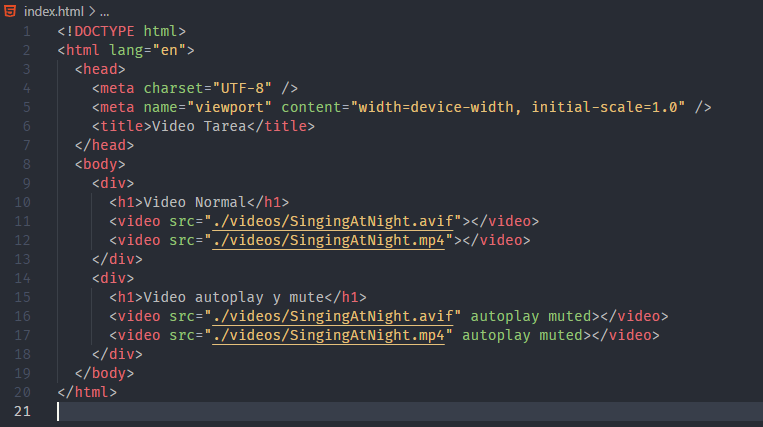 index.html > ...
1 <!DOCTYPE html>
2 <html lang="en">
3   <head>
4     <meta charset="UTF-8" />
5     <meta name="viewport" content="width=device-width, initial-scale=1.0" />
6     <title>Video Tarea</title>
7   </head>
8   <body>
9     <div>
10       <h1>Video Normal</h1>
11       <video src="./videos/SingingAtNight.avif"></video>
12       <video src="./videos/SingingAtNight.mp4"></video>
13     </div>
14     <div>
15       <h1>Video autoplay y mute</h1>
16       <video src="./videos/SingingAtNight.avif" autoplay muted></video>
17       <video src="./videos/SingingAtNight.mp4" autoplay muted></video>
18     </div>
19   </body>
20 </html>
21